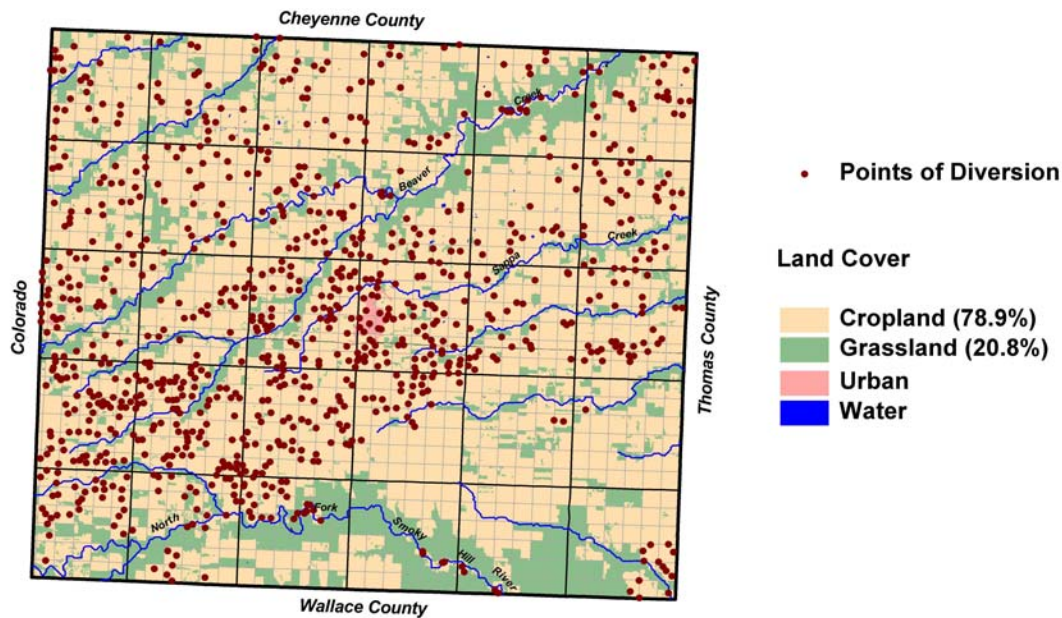 Cheyenne County
Creek
Beaver
Creek
Sappa
Colorado
Thomas County
North
Fork
Smoky
Hill
River
Wallace County
Points of Diversion
Land Cover
Cropland (78.9%)
Grassland (20.8%)
Urban
Water